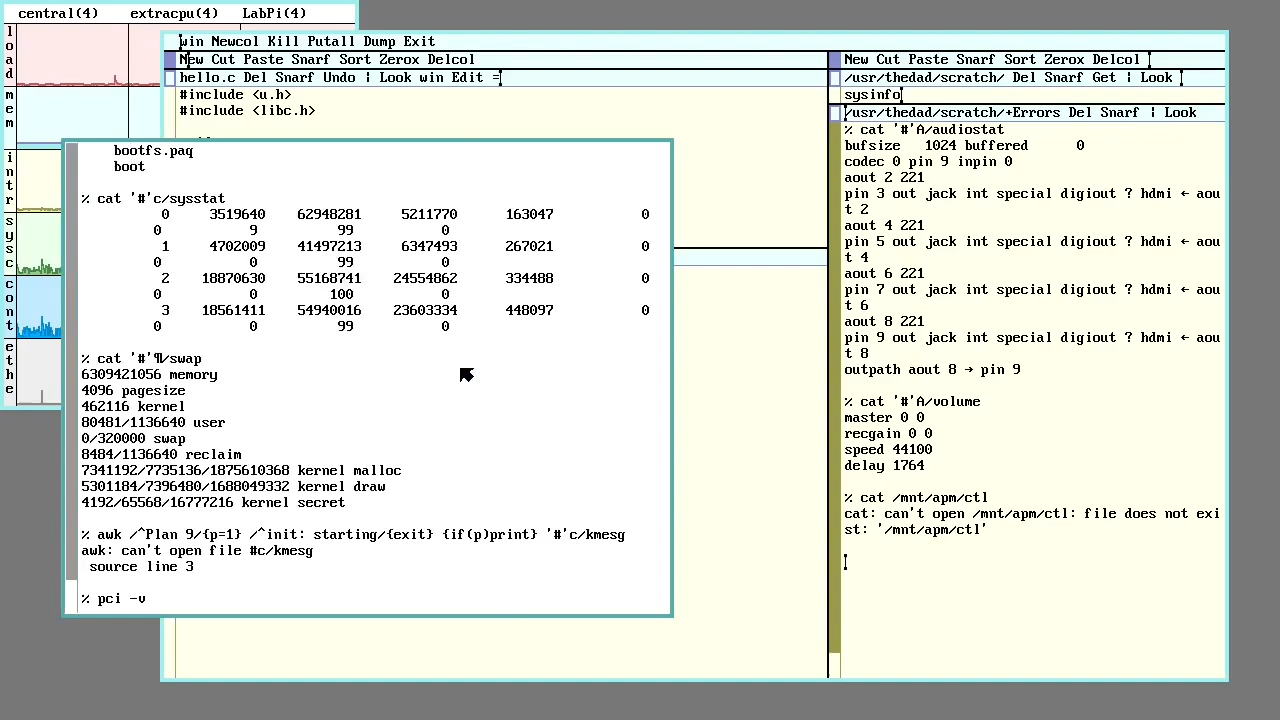 central(4) extracpu(4) LabPi(4)
load
mem
intr
sysc
cont
ethe
win Newcol Kill Putall Dump Exit
New Cut Paste Snarf Sort Zerox Delcol
hello.c Del Snarf Undo | Look win Edit =
#include <u.h>
#include <libc.h>
bootfs.paq
boot
% cat '#'c/sysstat
0 3519640 62948281 5211770 163047 0
0 9 99 0
1 4702009 41497213 6347493 267021 0
0 0 99 0
2 18870630 55168741 24554862 334488 0
0 0 100 0
3 18561411 54940016 23603334 448097 0
0 0 99 0
% cat '#'¶/swap
6309421056 memory
4096 pagesize
462116 kernel
80481/1136640 user
0/320000 swap
8484/1136640 reclaim
7341192/7735136/1875610368 kernel malloc
5301184/7396480/1688049332 kernel draw
4192/65568/16777216 kernel secret
% awk /^Plan 9/{p=1} /^init: starting/{exit} {if(p)print} '#'c/kmesg
awk: can't open file #c/kmesg
source line 3
% pci -v
New Cut Paste Snarf Sort Zerox Delcol
/usr/thedad/scratch/ Del Snarf Get | Look
sysinfo
/usr/thedad/scratch/+Errors Del Snarf | Look
% cat '#'A/audiostat
bufsize 1024 buffered 0
codec 0 pin 9 inpin 0
aout 2 221
pin 3 out jack int special digiout ? hdmi ← aou
t 2
aout 4 221
pin 5 out jack int special digiout ? hdmi ← aou
t 4
aout 6 221
pin 7 out jack int special digiout ? hdmi ← aou
t 6
aout 8 221
pin 9 out jack int special digiout ? hdmi ← aou
t 8
outpath aout 8 → pin 9
% cat '#'A/volume
master 0 0
recgain 0 0
speed 44100
delay 1764
% cat /mnt/apm/ctl
cat: can't open /mnt/apm/ctl: file does not exi
st: '/mnt/apm/ctl'